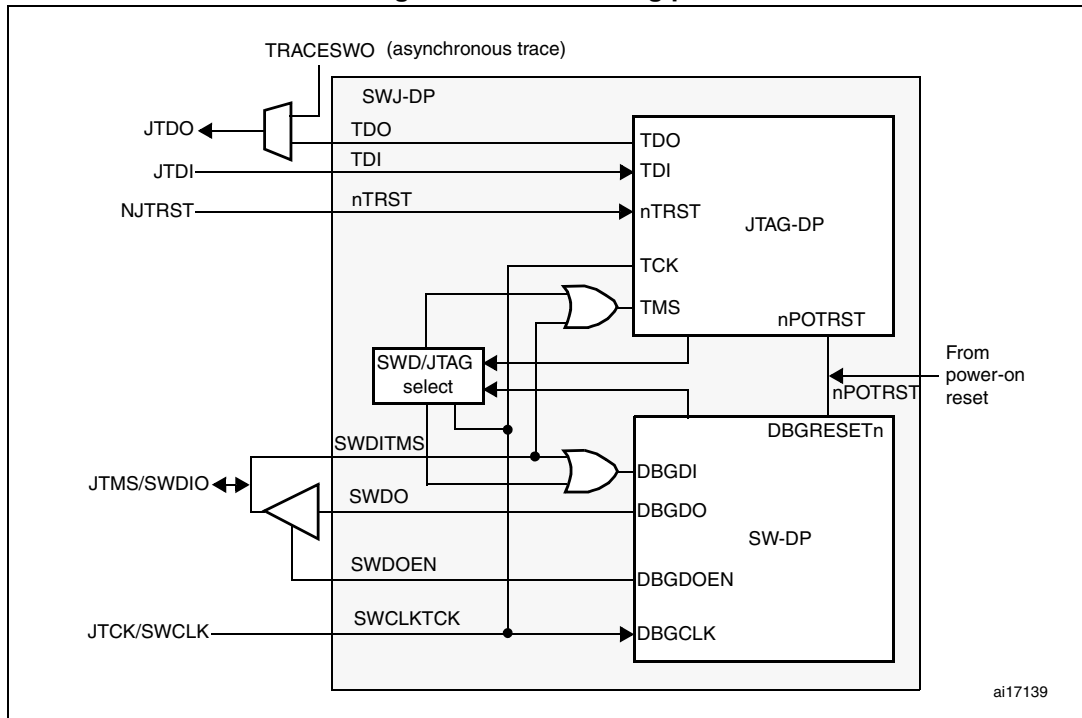 TRACESWO (asynchronous trace)
SWJ-DP
JTDO
TDO
TDO
JTDI
TDI
TDI
NJTRST
nTRST
nTRST
JTAG-DP
TCK
TMS
nPOTRST
SWD/JTAG
select
From
power-on
reset
nPOTRST
DBGRESETn
SWDITMS
DBGDI
JTMS/SWDIO
SWDO
DBGDO
SW-DP
SWDOEN
DBGDOEN
JTCK/SWCLK
SWCLKTCK
DBGCLK
ai17139